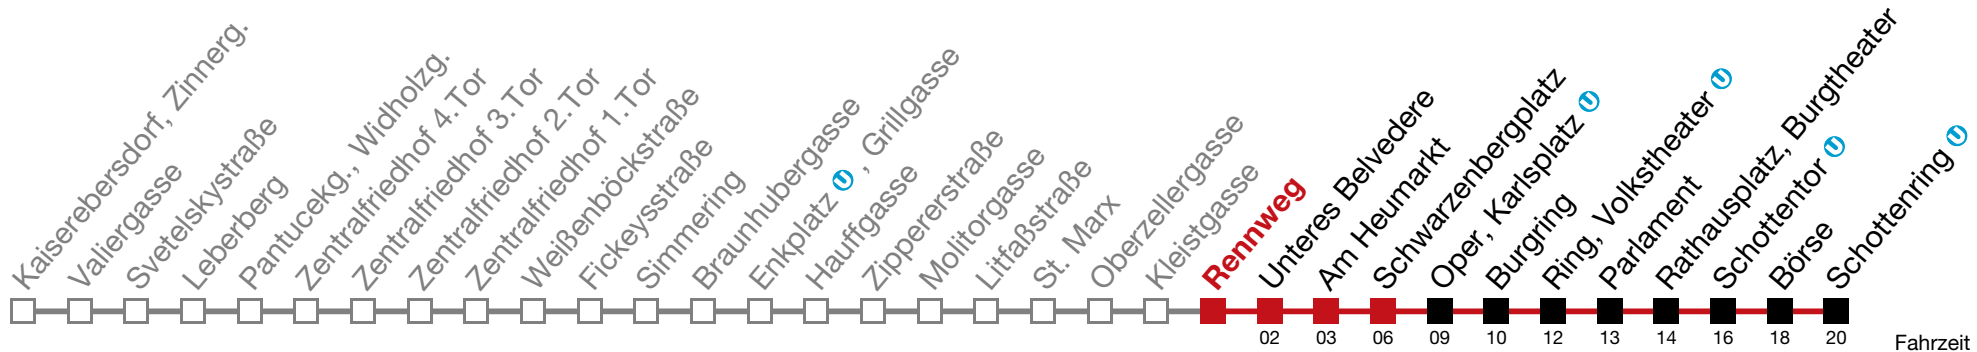 Kaiserebersdorf, Zinnerg.
Valiergasse
Svetelskystraße
Leberberg
Pantucekg., Widholzg.
Zentralfriedhof 4.Tor
Zentralfriedhof 3.Tor
Zentralfriedhof 2.Tor
Zentralfriedhof 1.Tor
Weißenböckstraße
Fickeysstraße
Simmering
Braunhubergasse
Enkplatz U , Grillgasse
Hauffgasse
Zippererstraße
Molitorgasse
Litfaßstraße
St. Marx
Oberzellergasse
Kleistgasse
Rennweg
Unteres Belvedere
Am Heumarkt
Schwarzenbergplatz
Oper, Karlsplatz U
Burgring
Ring, Volkstheater U
Parlament
Rathausplatz, Burgtheater
Schottentor U
Börse
Schottenring U
02 03 06 09 10 12 13 14 16 18 20 Fahrzeit